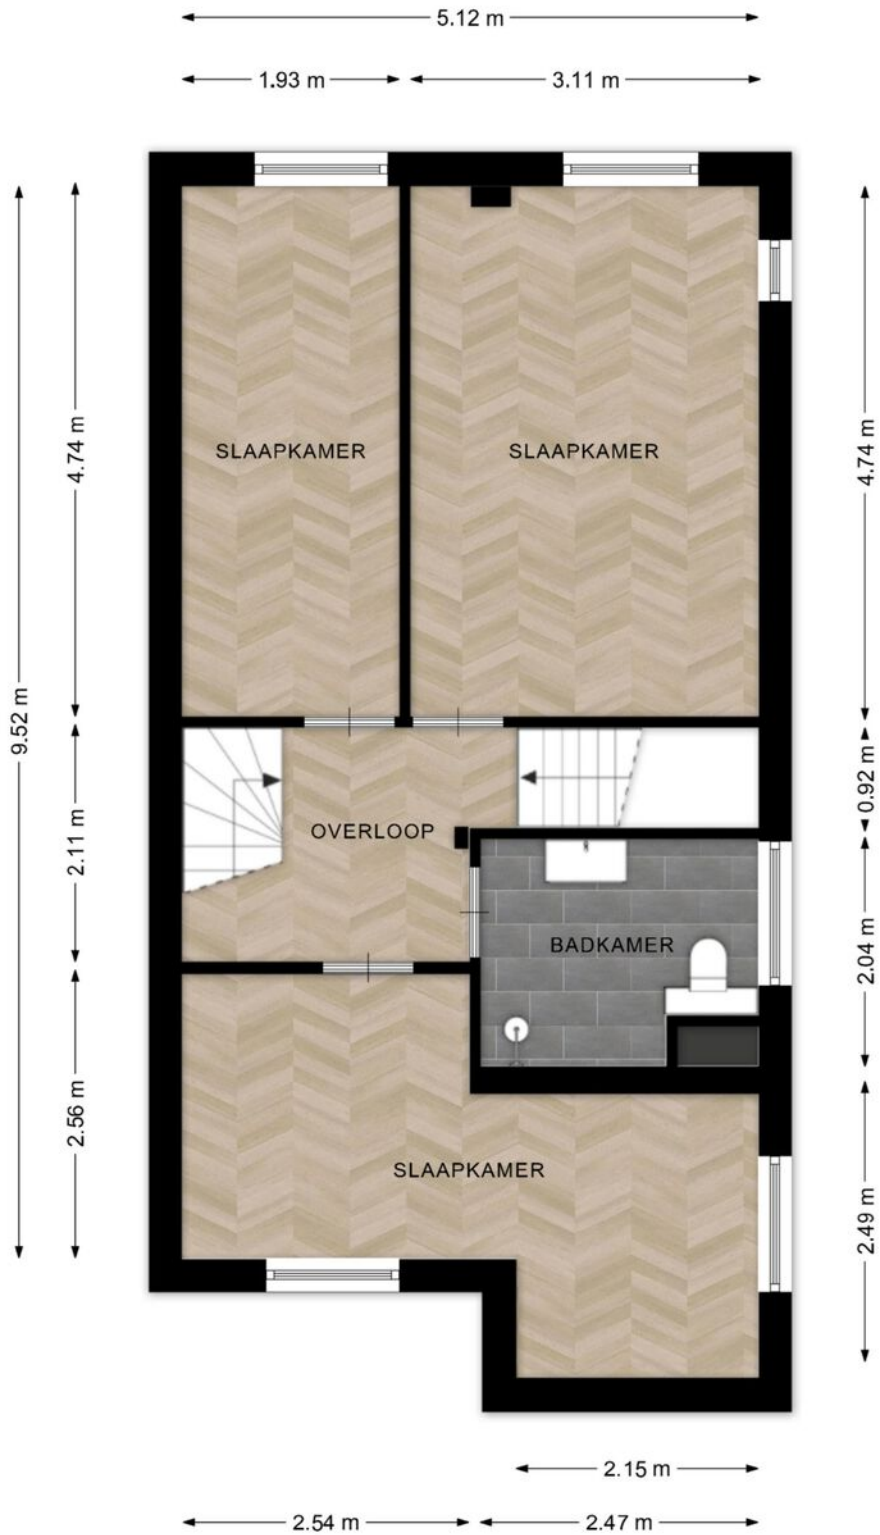 5.12 m
1.93 m
3.11 m
4.74 m
4.74 m
SLAAPKAMER
SLAAPKAMER
9.52 m
0.92 m
2.11 m
OVERLOOP
BADKAMER
2.04 m
2.56 m
SLAAPKAMER
2.49 m
2.15 m
2.54 m
2.47 m